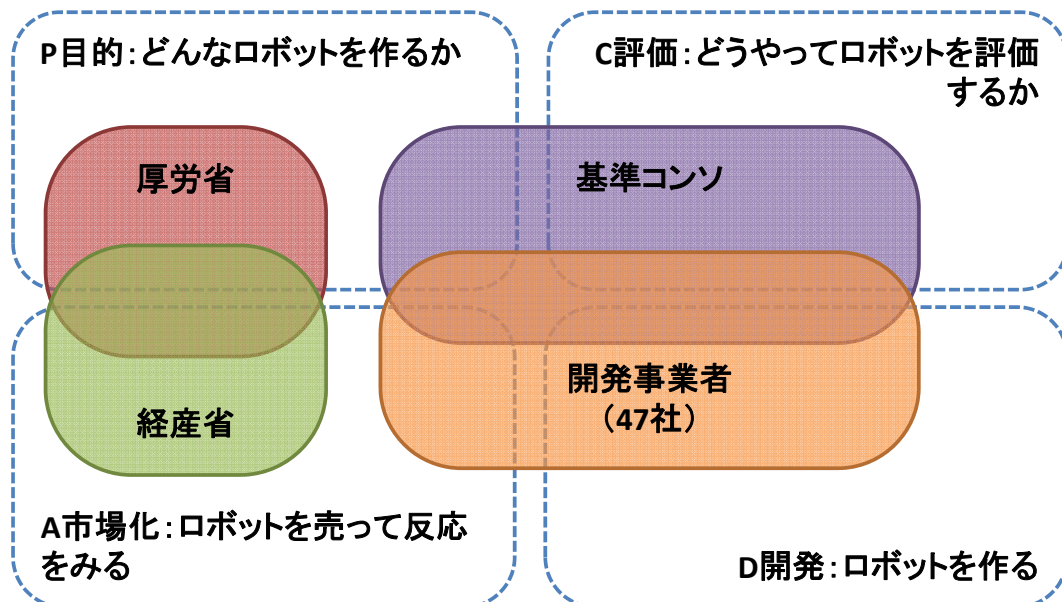 P目的：どんなロボットを作るか
C評価：どうやってロボットを評価
するか
厚労省
基準コンソ
経産省
開発事業者
（47社）
A市場化：ロボットを売って反応
をみる
D開発：ロボットを作る